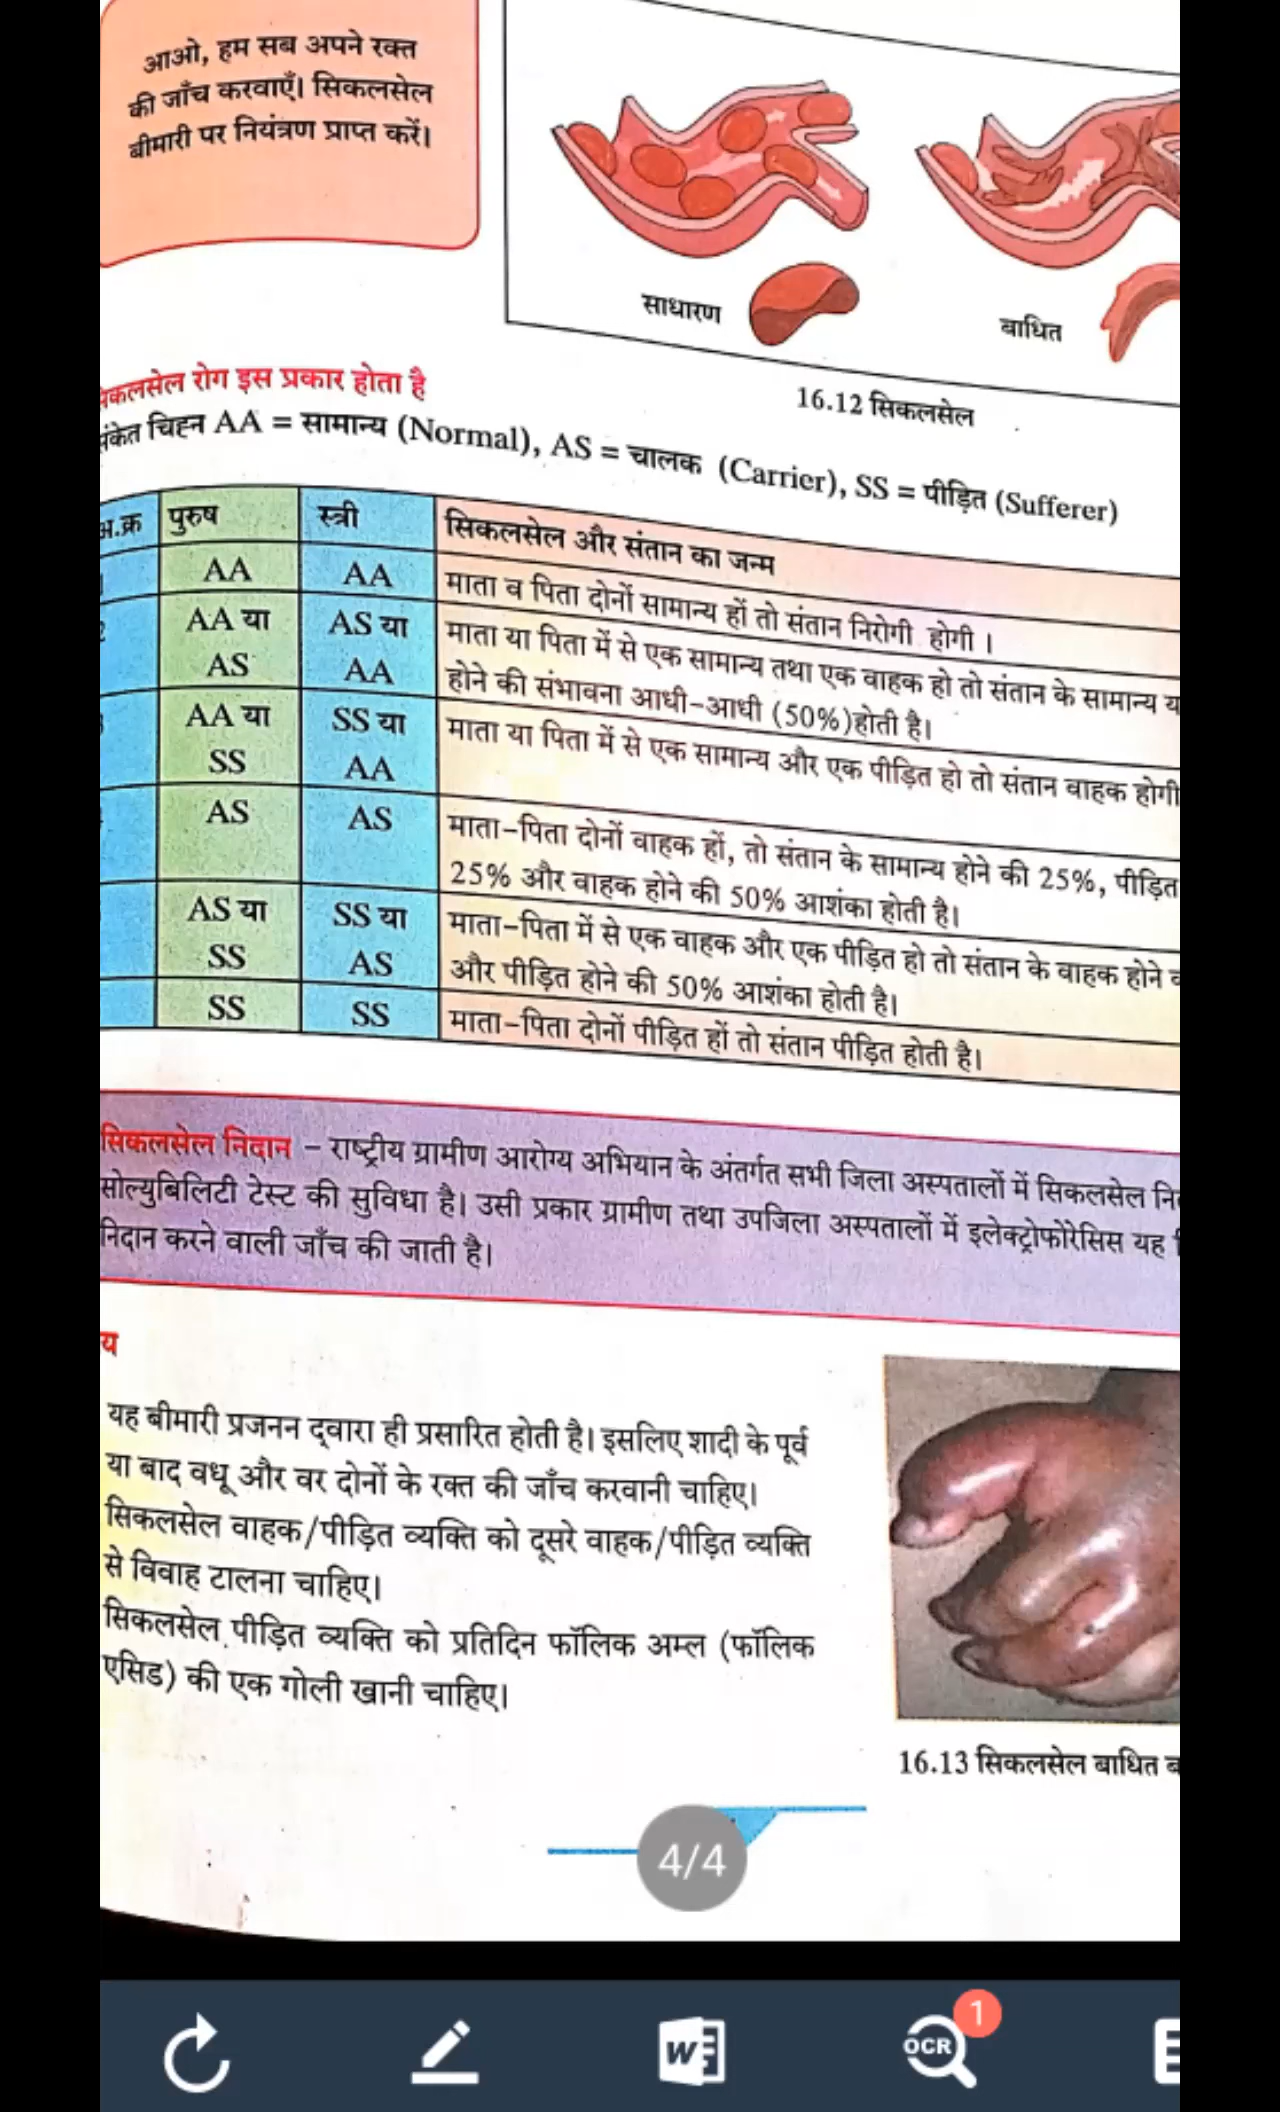 आओ, हम सब अपने रक्त
की जाँच करवाएँ। सिकलसेल
बीमारी पर नियंत्रण प्राप्त करें।
साधारण
बाधित
16.12 सिकलसेल
सिकलसेल रोग इस प्रकार होता है
संकेत चिह्न AA = सामान्य (Normal), AS = चालक (Carrier), SS = पीड़ित (Sufferer)
अ.क्र पुरुष स्त्री सिकलसेल और संतान का जन्म
AA AA माता व पिता दोनों सामान्य हों तो संतान निरोगी होगी ।
AA या AS या माता या पिता में से एक सामान्य तथा एक वाहक हो तो संतान के सामान्य
AS AA होने की संभावना आधी-आधी (50%)होती है।
AA या SS या माता या पिता में से एक सामान्य और एक पीड़ित हो तो संतान वाहक होगी
SS AA
AS AS माता-पिता दोनों वाहक हों, तो संतान के सामान्य होने की 25%, पीड़ित
25% और वाहक होने की 50% आशंका होती है।
AS या SS या माता-पिता में से एक वाहक और एक पीड़ित हो तो संतान के वाहक होने
SS AS और पीड़ित होने की 50% आशंका होती है।
SS SS माता-पिता दोनों पीड़ित हों तो संतान पीड़ित होती है।
सिकलसेल निदान - राष्ट्रीय ग्रामीण आरोग्य अभियान के अंतर्गत सभी जिला अस्पतालों में सिकलसेल
सोल्युबिलिटी टेस्ट की सुविधा है। उसी प्रकार ग्रामीण तथा उपजिला अस्पतालों में इलेक्ट्रोफोरेसिस यह
निदान करने वाली जाँच की जाती है।
य
यह बीमारी प्रजनन द्वारा ही प्रसारित होती है। इसलिए शादी के पूर्व
या बाद वधू और वर दोनों के रक्त की जाँच करवानी चाहिए।
सिकलसेल वाहक/पीड़ित व्यक्ति को दूसरे वाहक/पीड़ित व्यक्ति
से विवाह टालना चाहिए।
सिकलसेल पीड़ित व्यक्ति को प्रतिदिन फॉलिक अम्ल (फॉलिक
एसिड) की एक गोली खानी चाहिए।
16.13 सिकलसेल बाधित
4/4
W
OCR
1